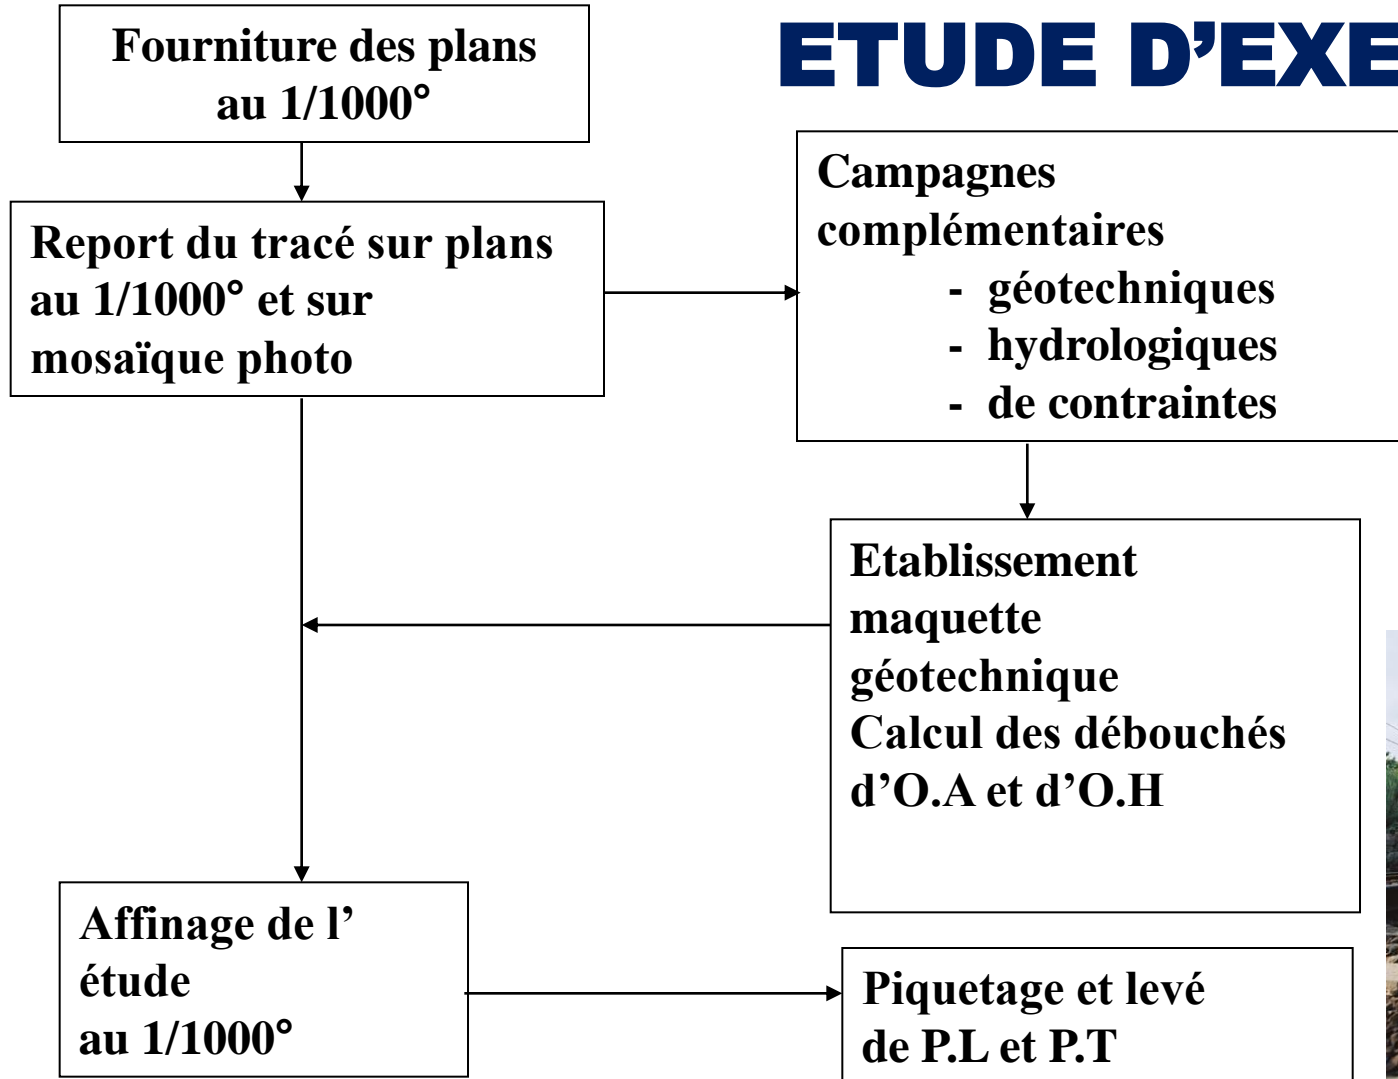 ETUDE D’EXE
Fourniture des plans
au 1/1000°
Report du tracé sur plans
au 1/1000° et sur
mosaïque photo
Campagnes
complémentaires
- géotechniques
- hydrologiques
- de contraintes
Etablissement
maquette
géotechnique
Calcul des débouchés
d’O.A et d’O.H
Affinage de l’
étude
au 1/1000°
Piquetage et levé
de P.L et P.T